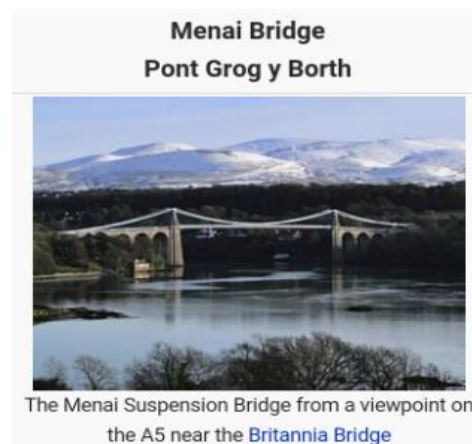 Menai Bridge
Pont Grog y Borth
The Menai Suspension Bridge from a viewpoint on
the A5 near the Britannia Bridge